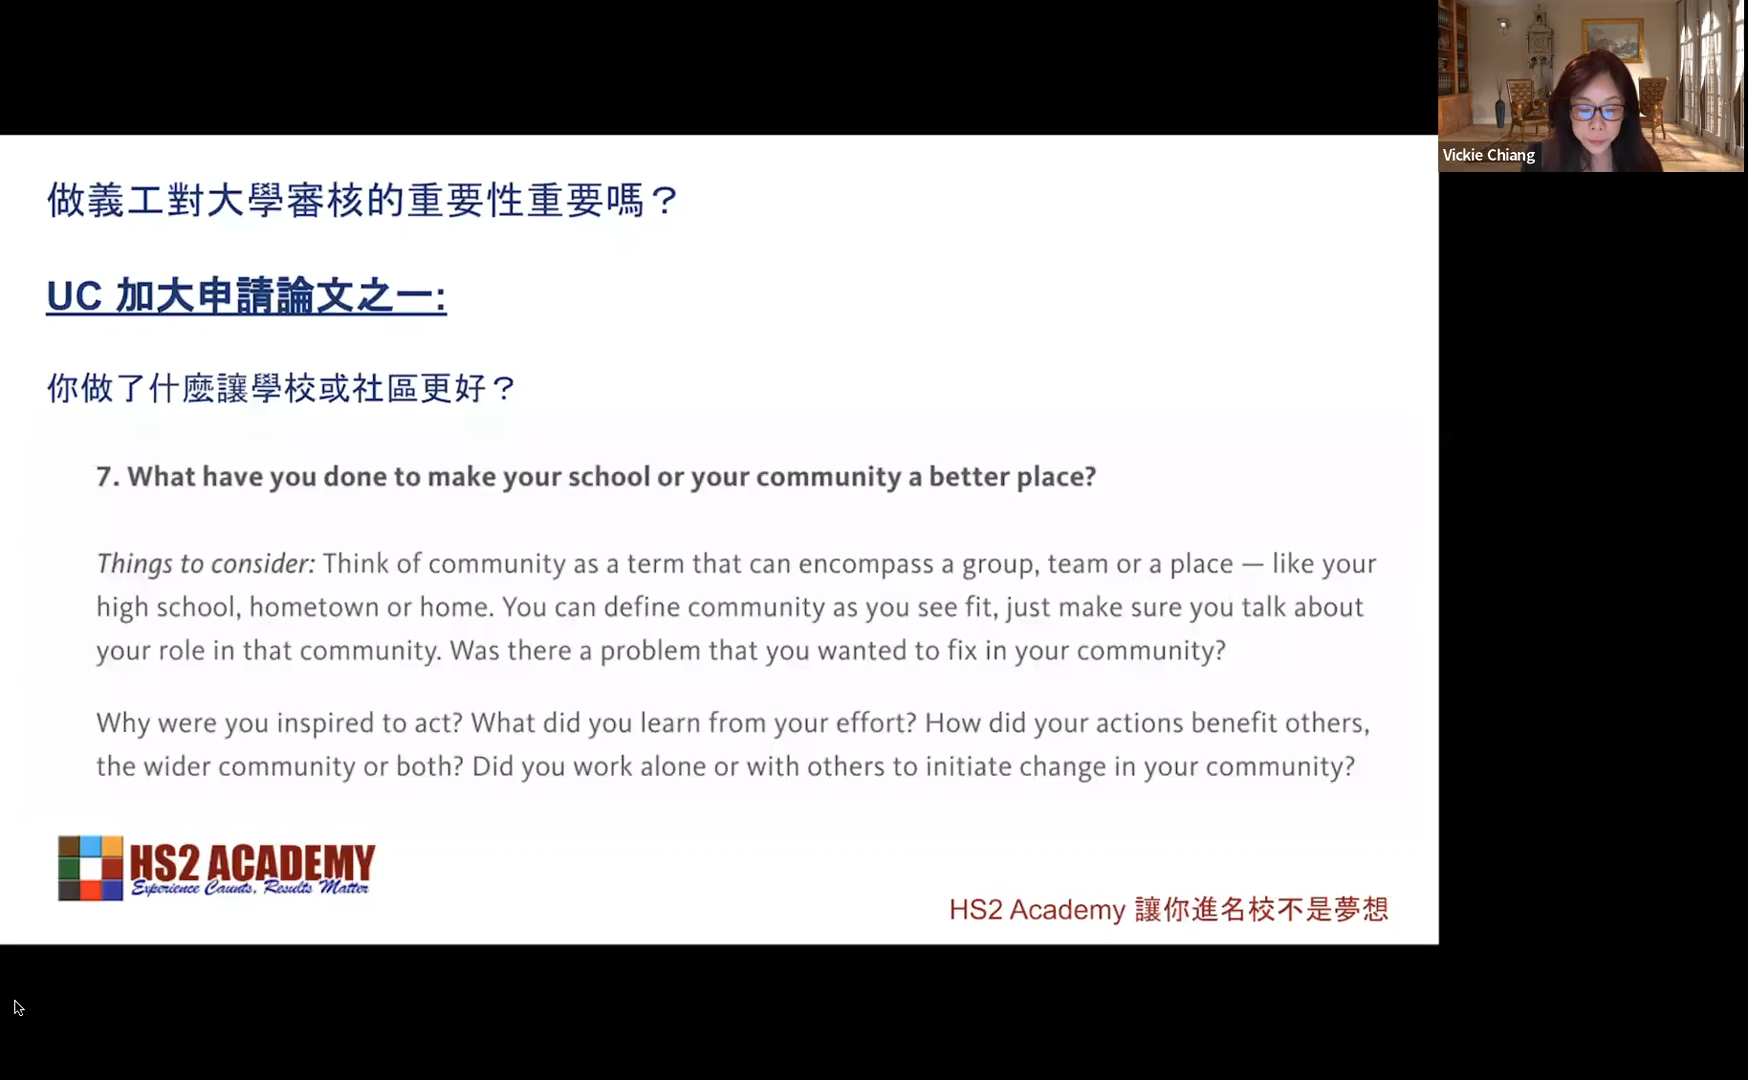 做義工對大學審核的重要性重要嗎？
UC 加大申請論文之一:
你做了什麼讓學校或社區更好？
7. What have you done to make your school or your community a better place?
Things to consider: Think of community as a term that can encompass a group, team or a place — like your
high school, hometown or home. You can define community as you see fit, just make sure you talk about
your role in that community. Was there a problem that you wanted to fix in your community?
Why were you inspired to act? What did you learn from your effort? How did your actions benefit others,
the wider community or both? Did you work alone or with others to initiate change in your community?
HS2 ACADEMY
Experience Counts, Results Matter
HS2 Academy 讓你進名校不是夢想
Vickie Chiang